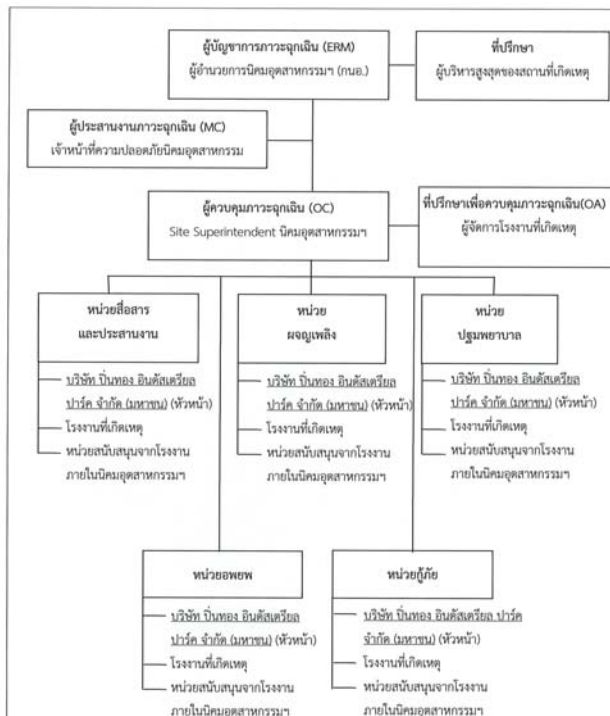 ผู้บัญชาการภาวะฉุกเฉิน (ERM)
ผู้อำนวยการนิคมอุตสาหกรรมฯ (กนอ.)
ที่ปรึกษา
ผู้บริหารสูงสุดของสถานที่เกิดเหตุ
ผู้ประสานงานภาวะฉุกเฉิน (MC)
เจ้าหน้าที่ความปลอดภัยนิคมอุตสาหกรรม
ผู้ควบคุมภาวะฉุกเฉิน (OC)
Site Superintendent นิคมอุตสาหกรรมฯ
ที่ปรึกษาเพื่อควบคุมภาวะฉุกเฉิน(OA)
ผู้จัดการโรงงานที่เกิดเหตุ
หน่วยสื่อสาร
และประสานงาน
บริษัท ปิ่นทอง อินดัสเตรียล
ปาร์ค จำกัด (มหาชน) (หัวหน้า)
โรงงานที่เกิดเหตุ
หน่วยสนับสนุนจากโรงงาน
ภายในนิคมอุตสาหกรรมฯ
หน่วย
ผจญเพลิง
บริษัท ปิ่นทอง อินดัสเตรียล
ปาร์ค จำกัด (มหาชน) (หัวหน้า)
โรงงานที่เกิดเหตุ
หน่วยสนับสนุนจากโรงงาน
ภายในนิคมอุตสาหกรรมฯ
หน่วย
ปฐมพยาบาล
บริษัท ปิ่นทอง อินดัสเตรียล
ปาร์ค จำกัด (มหาชน) (หัวหน้า)
โรงงานที่เกิดเหตุ
หน่วยสนับสนุนจากโรงงาน
ภายในนิคมอุตสาหกรรมฯ
หน่วยอพยพ
บริษัท ปิ่นทอง อินดัสเตรียล
ปาร์ค จำกัด (มหาชน) (หัวหน้า)
โรงงานที่เกิดเหตุ
หน่วยสนับสนุนจากโรงงาน
ภายในนิคมอุตสาหกรรมฯ
หน่วยกู้ภัย
บริษัท ปิ่นทอง อินดัสเตรียล ปาร์ค
จำกัด (มหาชน) (หัวหน้า)
โรงงานที่เกิดเหตุ
หน่วยสนับสนุนจากโรงงาน
ภายในนิคมอุตสาหกรรมฯ